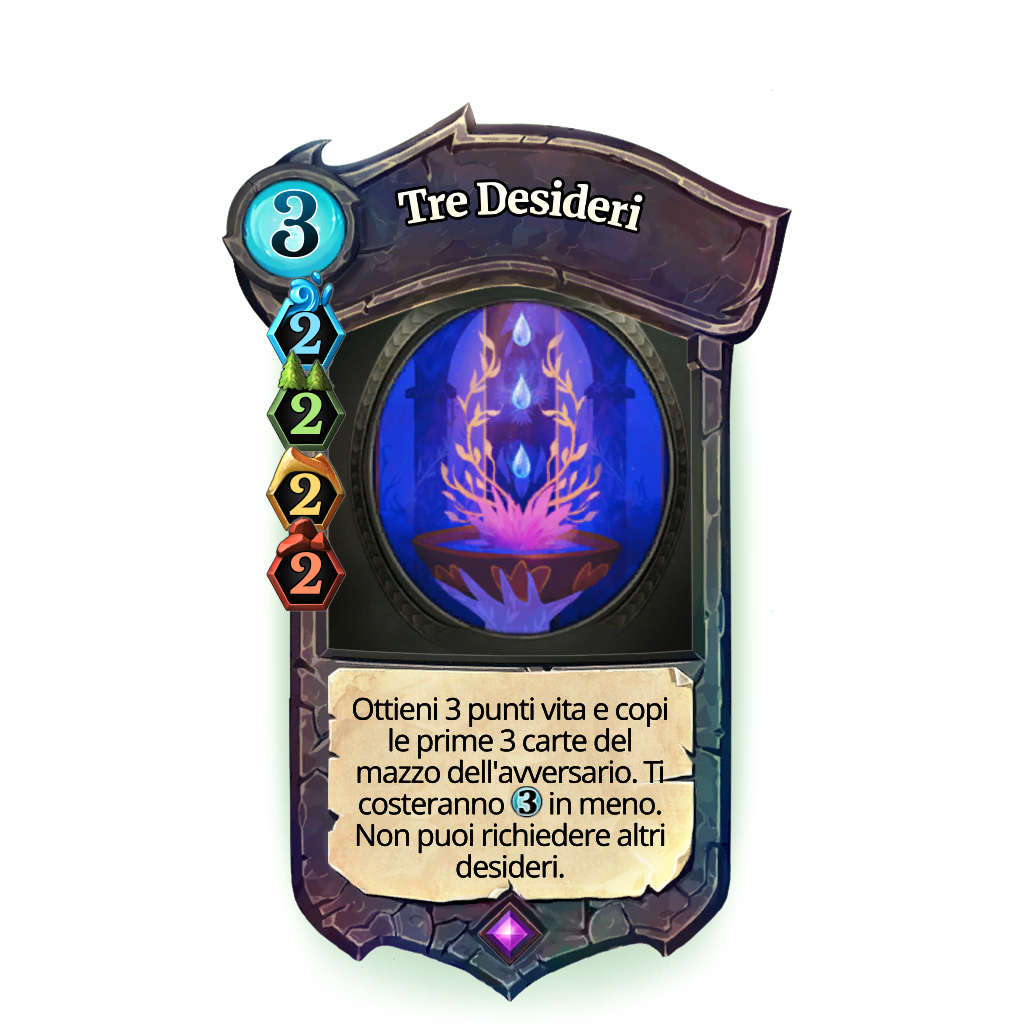 3
Tre Desideri
2
2
2
2
Ottieni 3 punti vita e copi
le prime 3 carte del
mazzo dell'avversario. Ti
costeranno 3 in meno.
Non puoi richiedere altri
desideri.